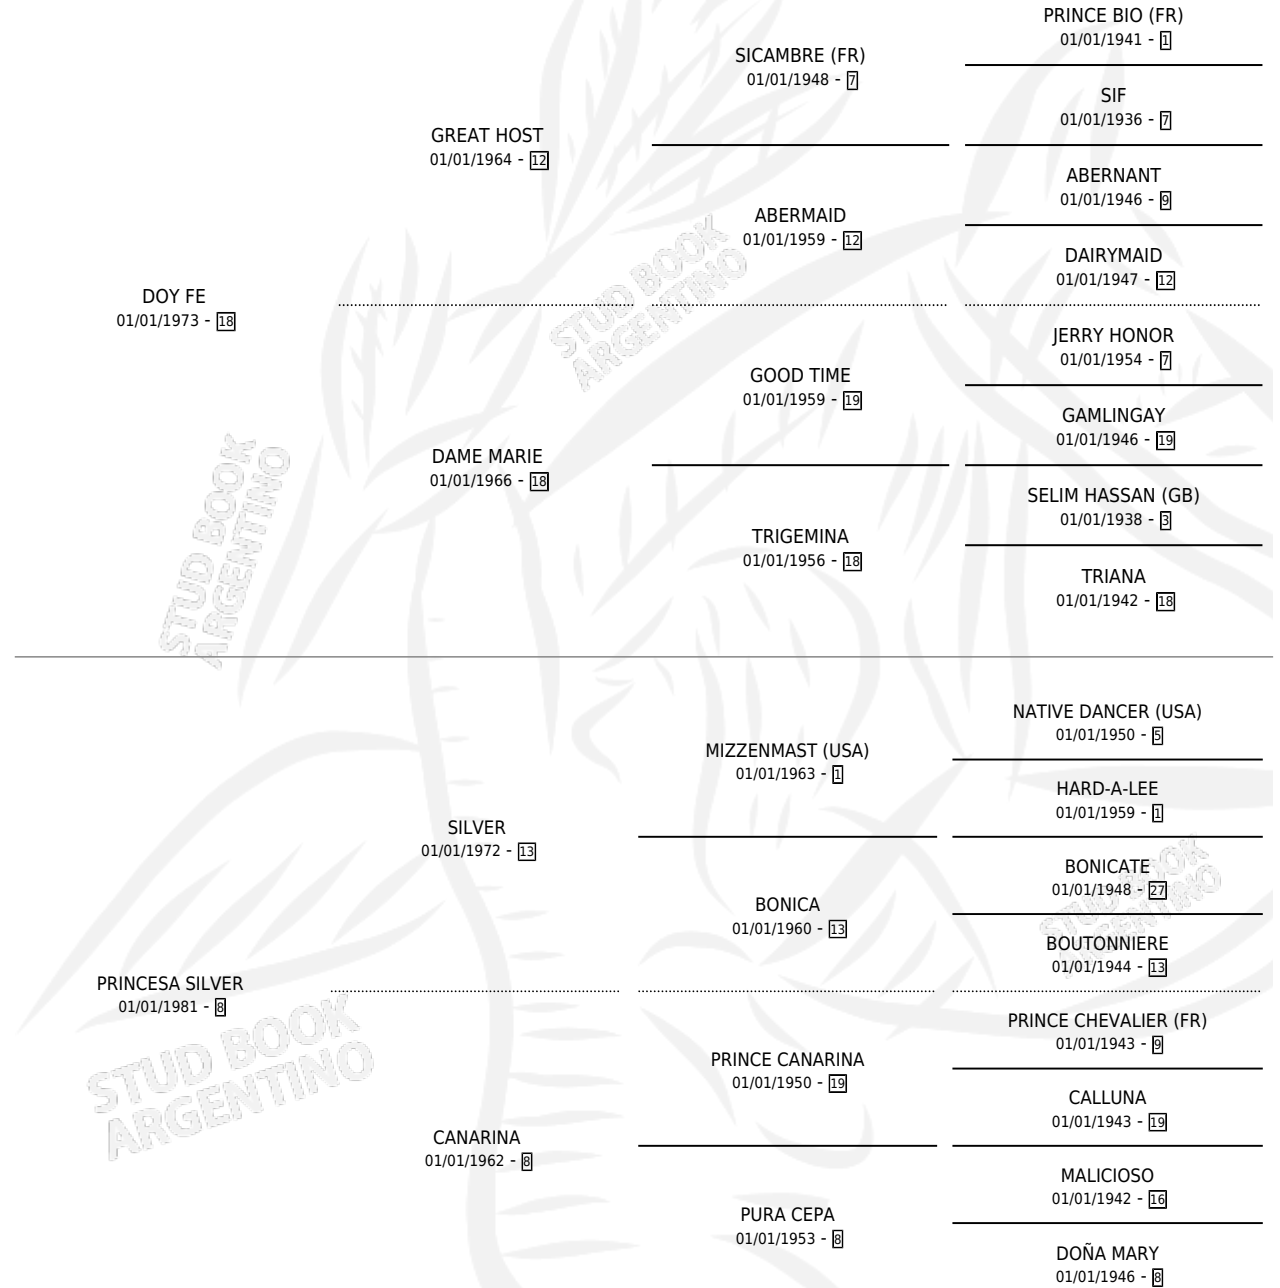 PRINCE BIO (FR)
01/01/1941 - 1
SICAMBRE (FR)
01/01/1948 - 7
SIF
01/01/1936 - 7
GREAT HOST
01/01/1964 - 12
ABERNANT
01/01/1946 - 9
ABERMAID
01/01/1959 - 12
DAIRYMAID
01/01/1947 - 12
DOY FE
01/01/1973 - 18
STUD BOOK
ARGENTINO
JERRY HONOR
01/01/1954 - 7
GOOD TIME
01/01/1959 - 19
GAMLINGAY
01/01/1946 - 19
DAME MARIE
01/01/1966 - 18
SELIM HASSAN (GB)
01/01/1938 - 3
TRIGEMINA
01/01/1956 - 18
TRIANA
01/01/1942 - 18
STUD BOOK
ARGENTINO
NATIVE DANCER (USA)
01/01/1950 - 5
MIZZENMAST (USA)
01/01/1963 - 1
HARD-A-LEE
01/01/1959 - 1
SILVER
01/01/1972 - 13
BONICATE
01/01/1948 - 27
BONICA
01/01/1960 - 13
BOUTONNIERE
01/01/1944 - 13
STUD BOOK
ARGENTINO
PRINCESA SILVER
01/01/1981 - 8
PRINCE CHEVALIER (FR)
01/01/1943 - 9
PRINCE CANARINA
01/01/1950 - 19
CALLUNA
01/01/1943 - 19
STUD BOOK
ARGENTINO
CANARINA
01/01/1962 - 8
MALICIOSO
01/01/1942 - 16
PURA CEPA
01/01/1953 - 8
DOÑA MARY
01/01/1946 - 8